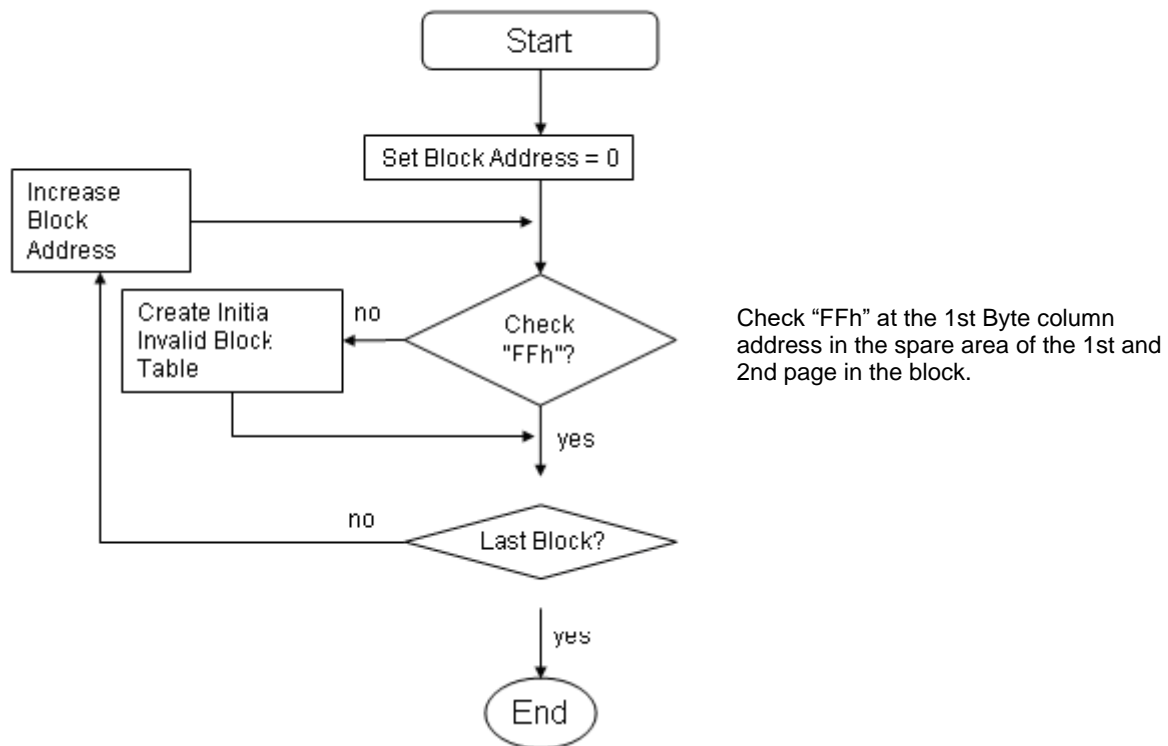 Start
Set Block Address = 0
Increase
Block
Address
Create Initia
Invalid Block
Table
no
Check
"FFh"?
Check “FFh” at the 1st Byte column
address in the spare area of the 1st and
2nd page in the block.
yes
no
Last Block?
yes
End